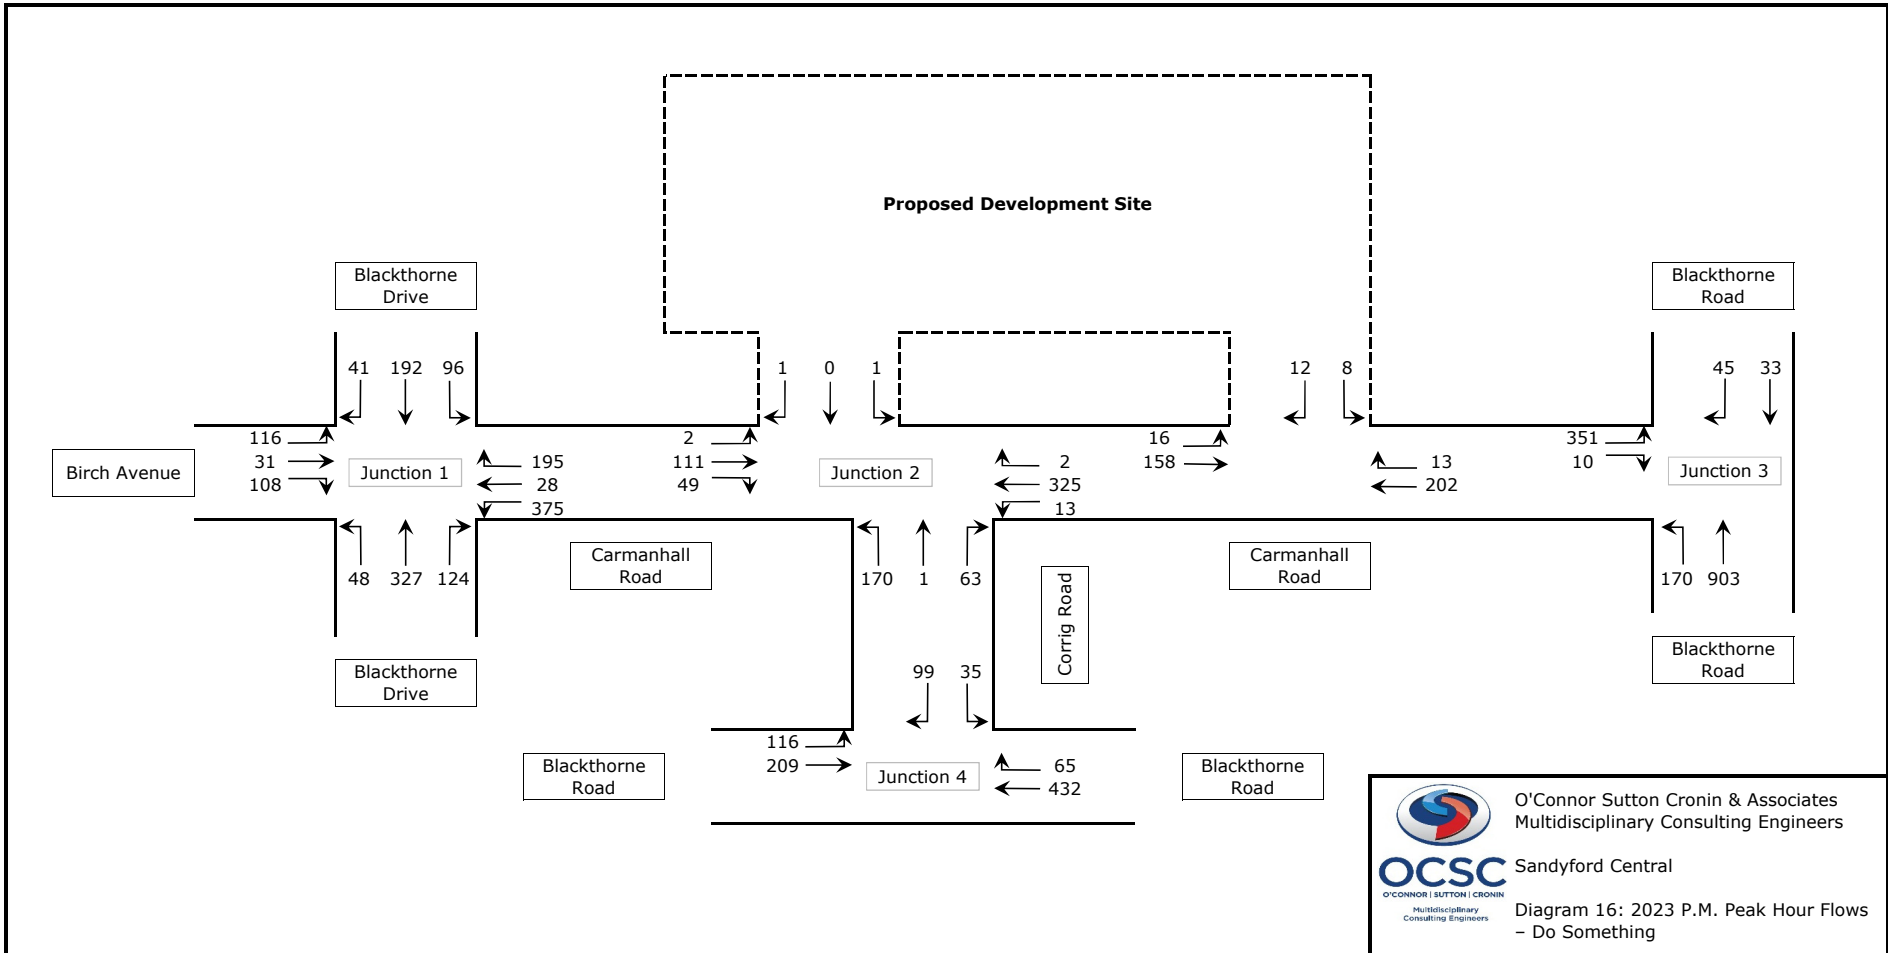 Proposed Development Site
Blackthorne
Drive
Blackthorne
Road
41 192 96
1 0 1
12 8
45 33
116
31
108
Birch Avenue
Junction 1
195
28
375
2
111
49
Junction 2
2
325
13
16
158
13
202
351
10
Junction 3
48 327 124
Carmanhall
Road
170 1 63
Corrig Road
Carmanhall
Road
170 903
Blackthorne
Drive
99 35
Blackthorne
Road
Blackthorne
Road
116
209
Junction 4
65
432
Blackthorne
Road
O'Connor Sutton Cronin & Associates
Multidisciplinary Consulting Engineers
Sandyford Central
Diagram 16: 2023 P.M. Peak Hour Flows
– Do Something
OCSC
O'CONNOR | SUTTON | CRONIN
Multidisciplinary
Consulting Engineers